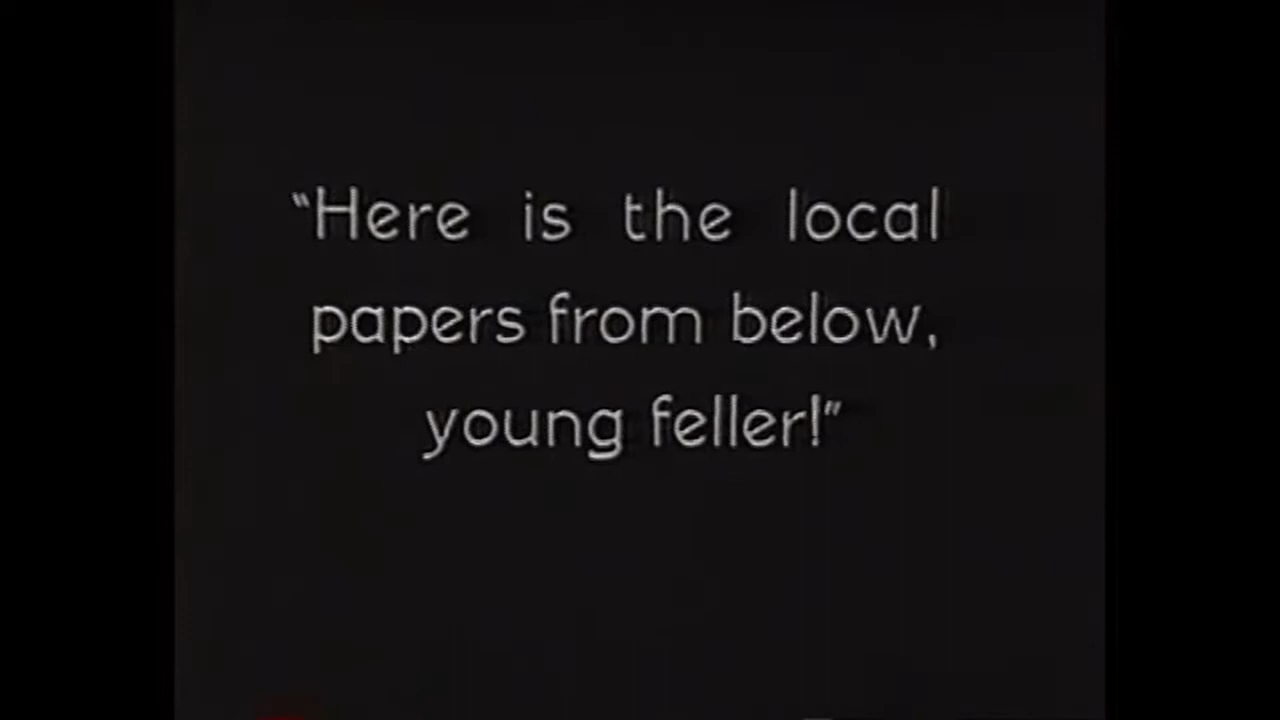 “Here is the local
papers from below,
young feller!”